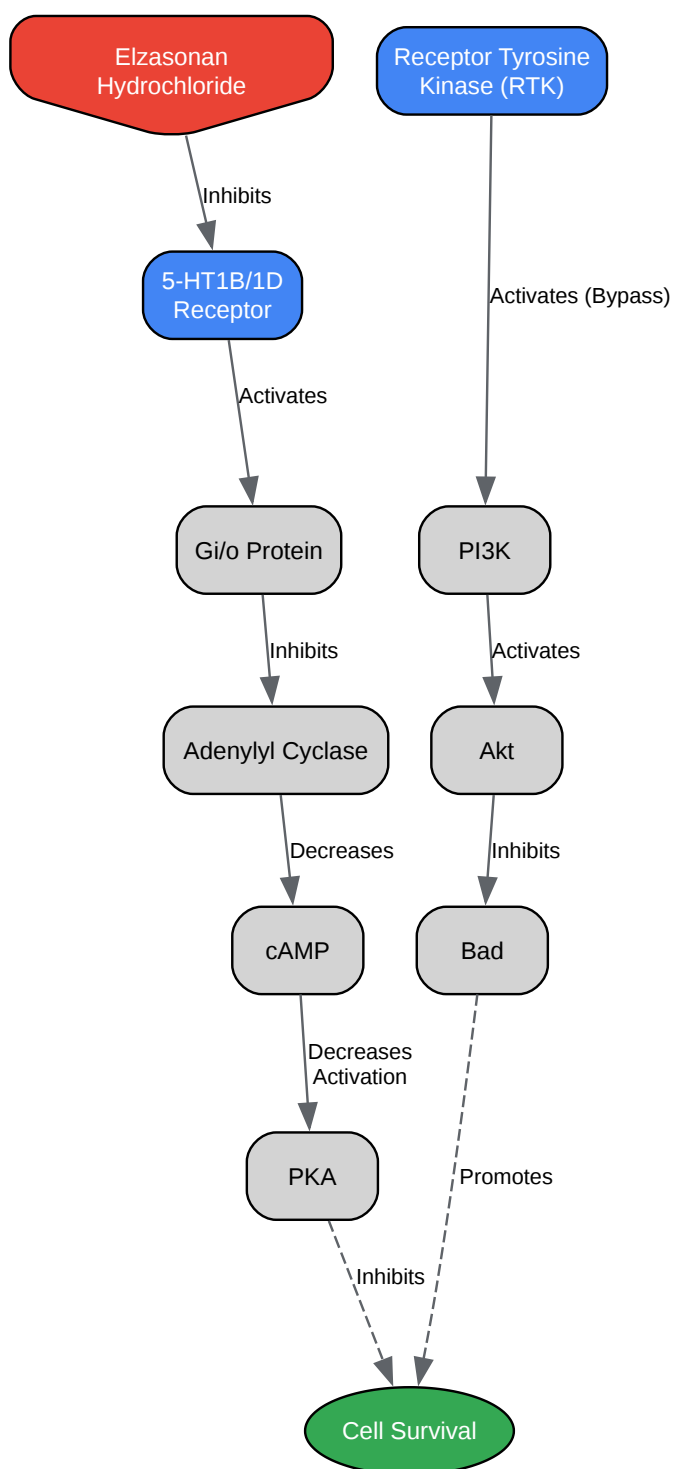 Elzasonan
Hydrochloride
Receptor Tyrosine
Kinase (RTK)
Inhibits
5-HT1B/1D
Receptor
Activates (Bypass)
Activates
Gi/o Protein
PI3K
Inhibits
Activates
Adenylyl Cyclase
Akt
Decreases
Inhibits
cAMP
Bad
Decreases
Activation
PKA
Promotes
Inhibits
Cell Survival